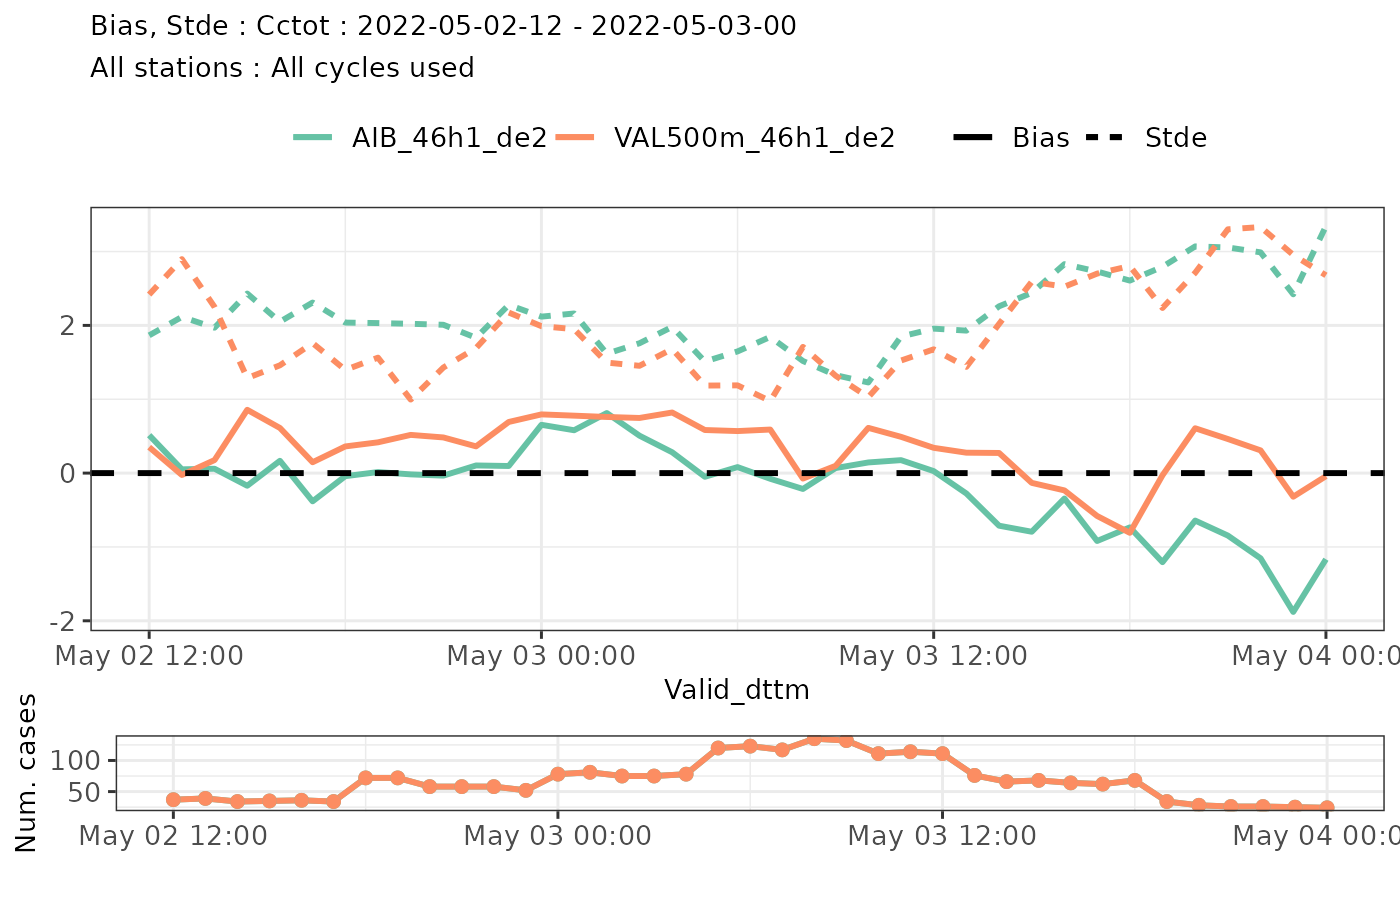 Bias, Stde : Cctot : 2022-05-02-12 - 2022-05-03-00
All stations : All cycles used
AIB_46h1_de2 VAL500m_46h1_de2 Bias Stde
2
0
-2
May 02 12:00 May 03 00:00 May 03 12:00 May 04 00:0
Valid_dttm
Num. cases
100
50
May 02 12:00 May 03 00:00 May 03 12:00 May 04 00:0